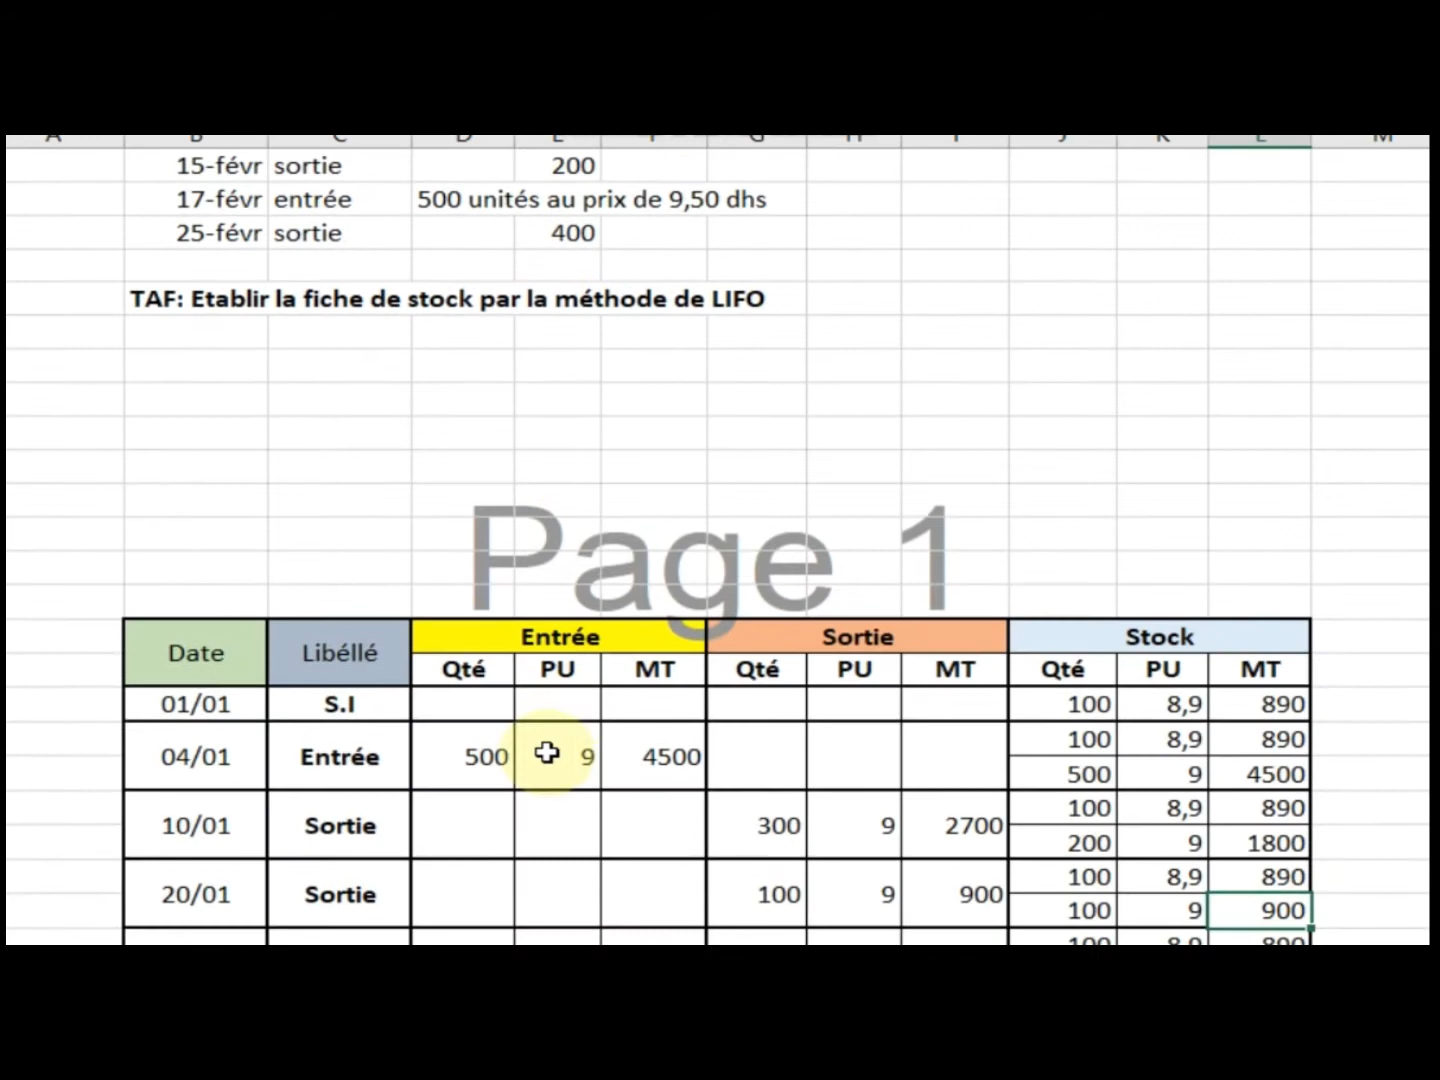 A B C D E F G H I J K L M
15-févr sortie 200
17-févr entrée 500 unités au prix de 9,50 dhs
25-févr sortie 400
TAF: Etablir la fiche de stock par la méthode de LIFO
Page 1
Date Libéllé Entrée Sortie Stock
Qté PU MT Qté PU MT Qté PU MT
01/01 S.I 100 8,9 890
04/01 Entrée 500 9 4500 100 8,9 890
500 9 4500
10/01 Sortie 300 9 2700 100 8,9 890
200 9 1800
20/01 Sortie 100 9 900 100 8,9 890
100 9 900
100 8,9 890